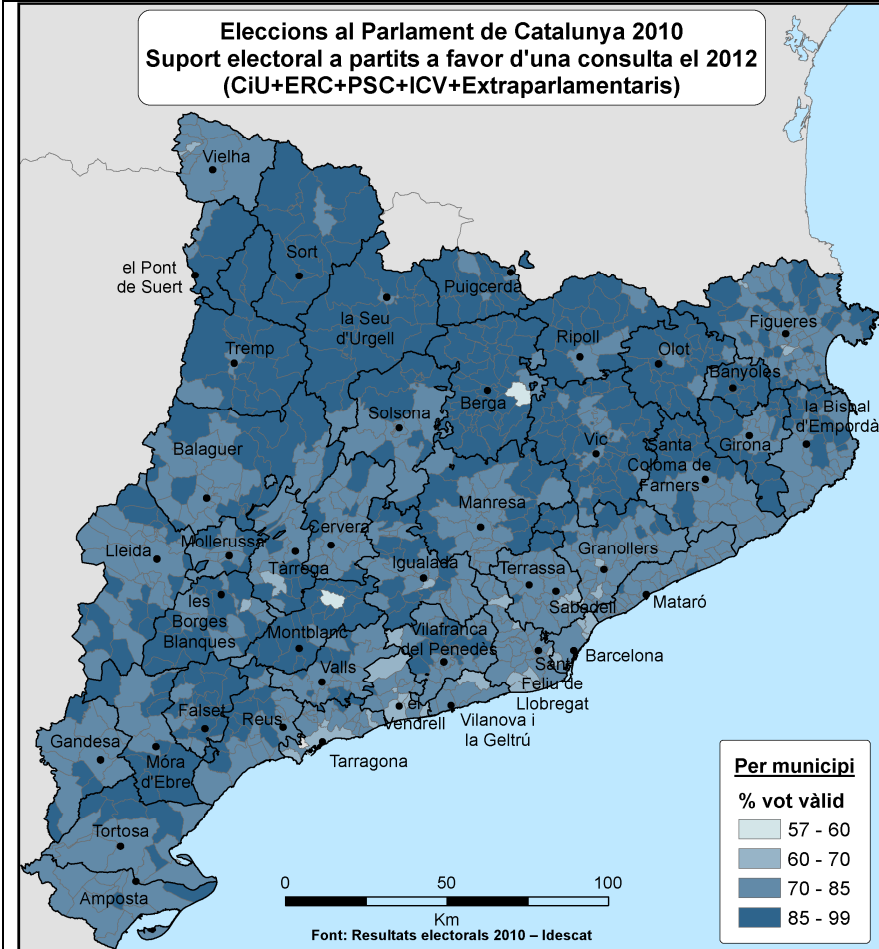 Eleccions al Parlament de Catalunya 2010
Suport electoral a partits a favor d'una consulta el 2012
(CiU+ERC+PSC+ICV+Extraparlamentaris)
Vielha
el Pont
de Suert
Sort
la Seu
d'Urgell
Puigcerdà
Ripoll
Olot
Figueres
Banyoles
Tremp
Berga
Solsona
la Bisbal
d'Empordà
Girona
Vic
Santa
Coloma de
Farners
Balaguer
Manresa
Lleida
Mollerussa
Cervera
Tàrrega
Igualada
Terrassa
Granollers
Sabadell
Mataró
les
Borges
Blanques
Montblanc
Vilafranca
del Penedès
Barcelona
Sant
Feliu de
Llobregat
Valls
el
Vendrell
Vilanova i
la Geltrú
Falset
Reus
Tarragona
Gandesa
Móra
d'Ebre
Tortosa
Amposta
Per municipi
% vot vàlid
57 - 60
60 - 70
70 - 85
85 - 99
0 50 100
Km
Font: Resultats electorals 2010 – Idescat